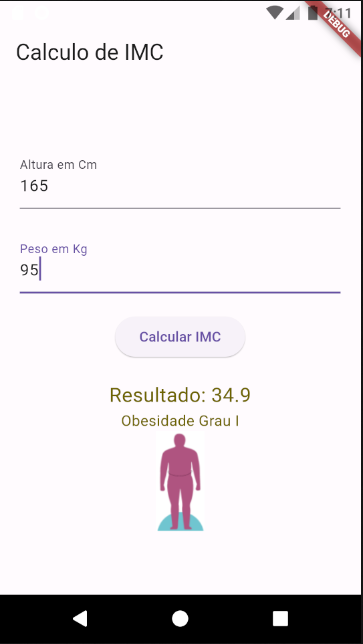 7:11
DEBUG
Calculo de IMC
Altura em Cm
165
Peso em Kg
95
Calcular IMC
Resultado: 34.9
Obesidade Grau I